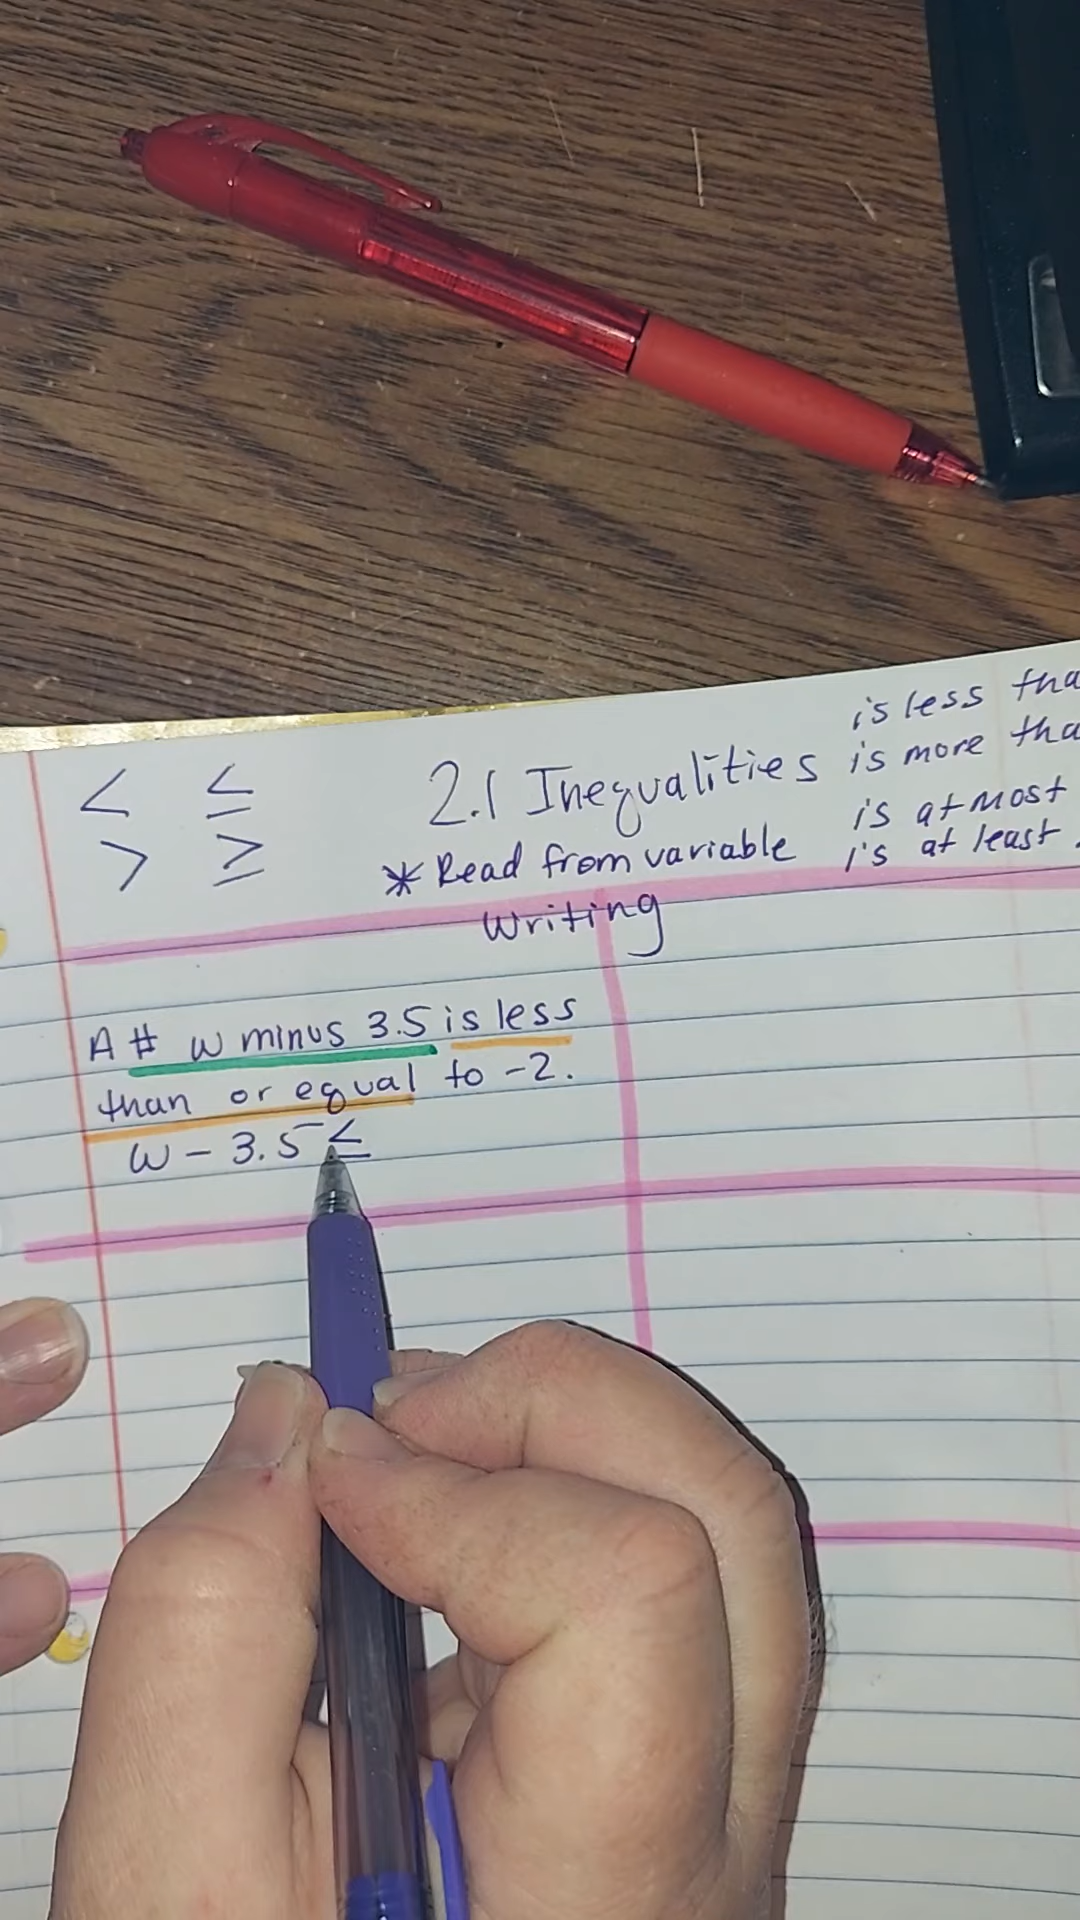 < ≤
> ≥
2.1 Inequalities
* Read from variable
is less
is more
is at most
is at least
Writing
A # w minus 3.5 is less
than or equal to -2.
w - 3.5 ≤